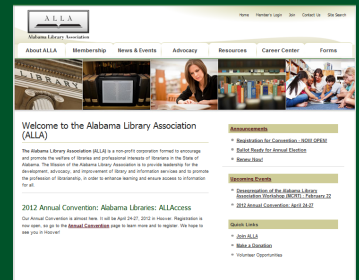 Home Member's Login Join Contact Us Site Search
ALLA
Alabama Library Association
About ALLA Membership News & Events Advocacy Resources Career Center Forms
LIBRARY
Welcome to the Alabama Library Association
(ALLA)
The Alabama Library Association (ALLA) is a non-profit corporation formed to encourage
and promote the welfare of libraries and professional interests of librarians in the State of
Alabama. The Mission of the Alabama Library Association is to provide leadership for the
development, advocacy, and improvement of library and information services and to promote
the profession of librarianship, in order to enhance learning and ensure access to information
for all.
2012 Annual Convention: Alabama Libraries: ALLAccess
Our Annual Convention is almost here. It will be April 24-27, 2012 in Hoover. Registration is
now open, so go to the Annual Convention page to learn more and to register. We hope to
see you in Hoover!
Announcements
Registration for Convention - NOW OPEN!
Ballot Ready for Annual Election
Renew Now!
Upcoming Events
Desegregation of the Alabama Library
Association Workshop (MCRT) - February 22
2012 Annual Convention: April 24-27
Quick Links
Join ALLA
Make a Donation
Volunteer Opportunities